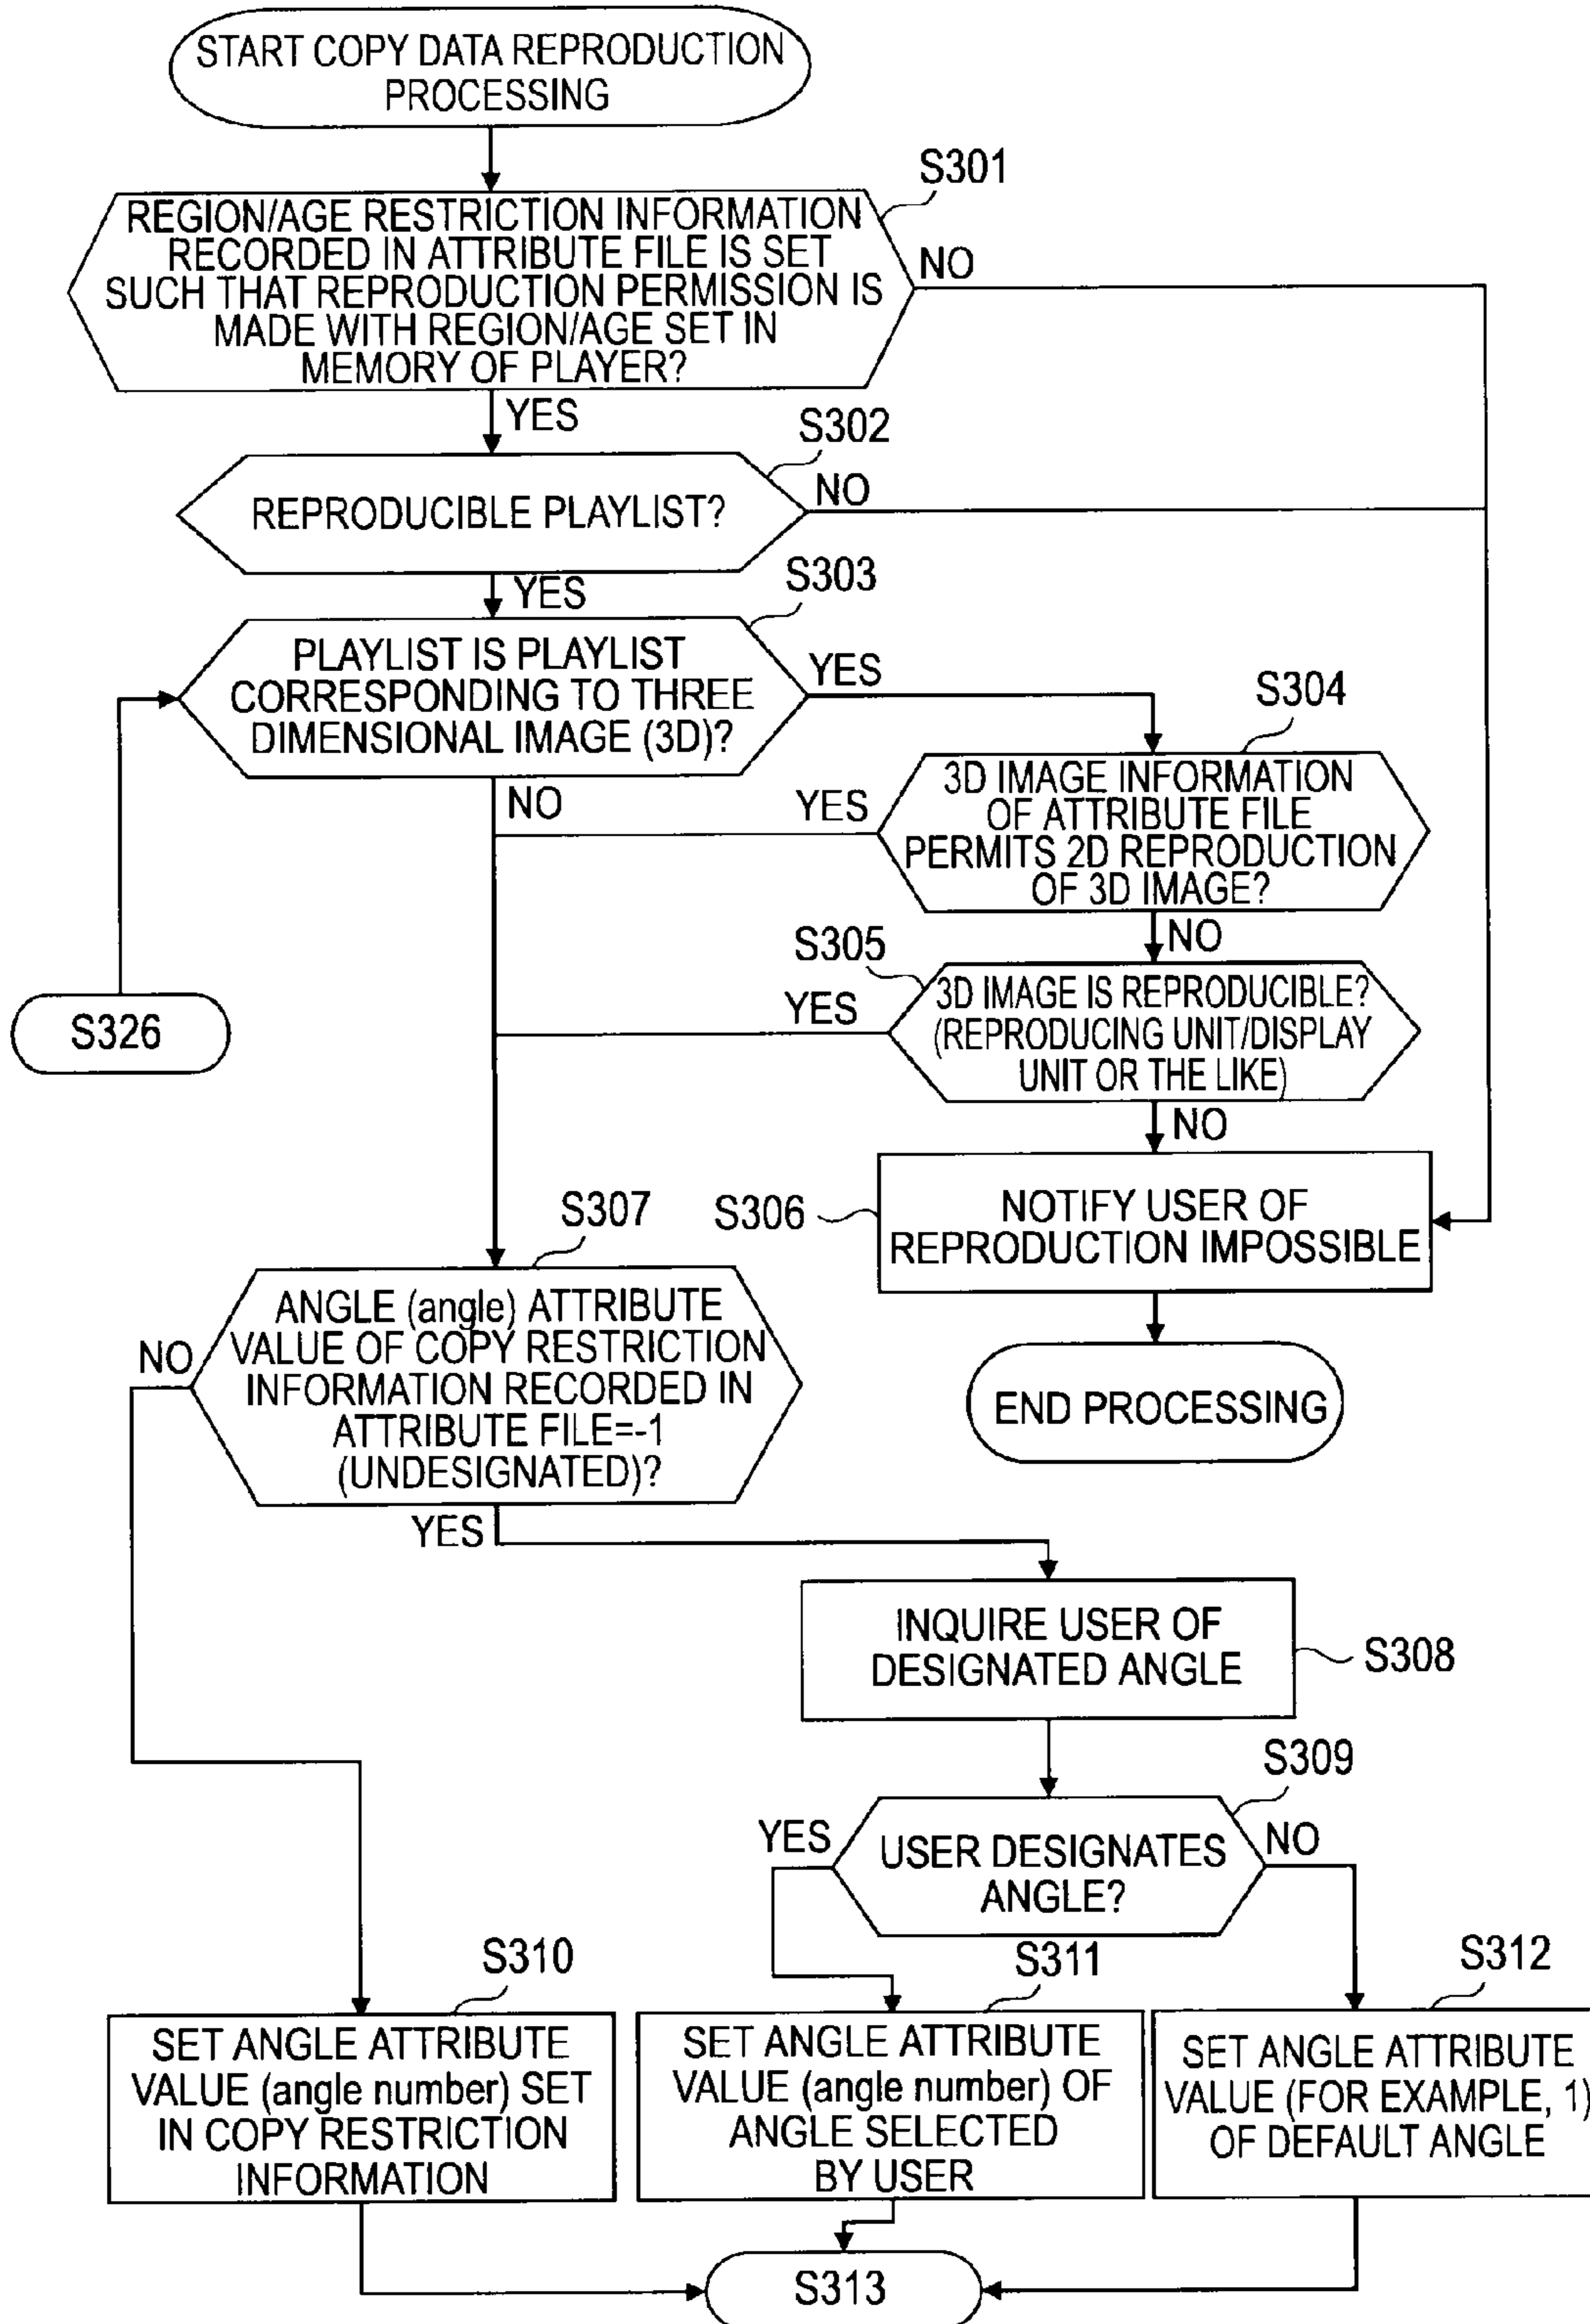 START COPY DATA REPRODUCTION
PROCESSING
S301
REGION/AGE RESTRICTION INFORMATION
RECORDED IN ATTRIBUTE FILE IS SET
SUCH THAT REPRODUCTION PERMISSION IS
MADE WITH REGION/AGE SET IN
MEMORY OF PLAYER?
NO
YES
S302
REPRODUCIBLE PLAYLIST?
NO
YES
S303
PLAYLIST IS PLAYLIST
CORRESPONDING TO THREE
DIMENSIONAL IMAGE (3D)?
YES
NO
S304
3D IMAGE INFORMATION
OF ATTRIBUTE FILE
PERMITS 2D REPRODUCTION
OF 3D IMAGE?
YES
NO
S305
3D IMAGE IS REPRODUCIBLE?
(REPRODUCING UNIT/DISPLAY
UNIT OR THE LIKE)
YES
NO
S326
S306
NOTIFY USER OF
REPRODUCTION IMPOSSIBLE
END PROCESSING
S307
ANGLE (angle) ATTRIBUTE
VALUE OF COPY RESTRICTION
INFORMATION RECORDED IN
ATTRIBUTE FILE=-1
(UNDESIGNATED)?
NO
YES
INQUIRE USER OF
DESIGNATED ANGLE
S308
S309
USER DESIGNATES
ANGLE?
YES
NO
S310
SET ANGLE ATTRIBUTE
VALUE (angle number) SET
IN COPY RESTRICTION
INFORMATION
S311
SET ANGLE ATTRIBUTE
VALUE (angle number) OF
ANGLE SELECTED
BY USER
S312
SET ANGLE ATTRIBUTE
VALUE (FOR EXAMPLE, 1)
OF DEFAULT ANGLE
S313